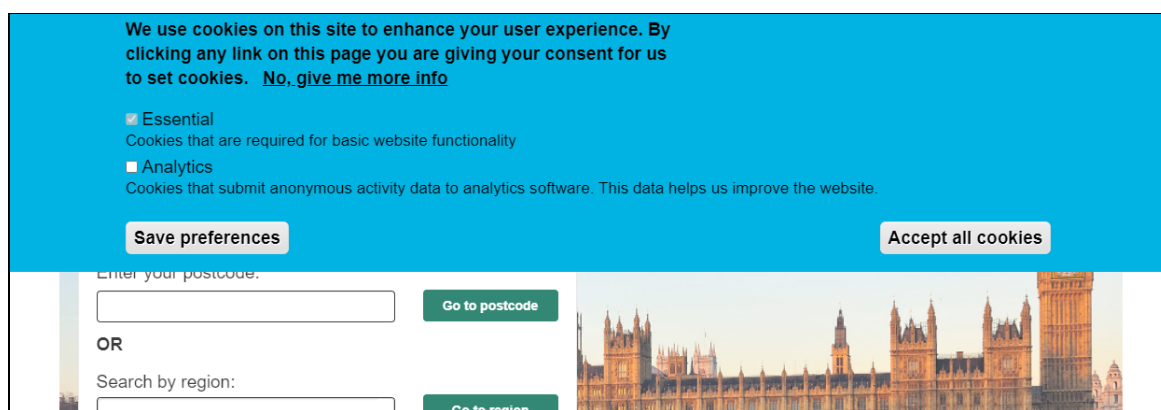 We use cookies on this site to enhance your user experience. By
clicking any link on this page you are giving your consent for us
to set cookies. No, give me more info
Essential
Cookies that are required for basic website functionality
Analytics
Cookies that submit anonymous activity data to analytics software. This data helps us improve the website.
Save preferences
Accept all cookies
Enter your postcode:
Go to postcode
OR
Search by region:
Go to region